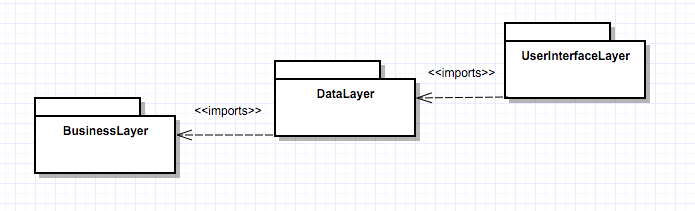 UserInterfaceLayer
<<imports>>
DataLayer
<<imports>>
BusinessLayer